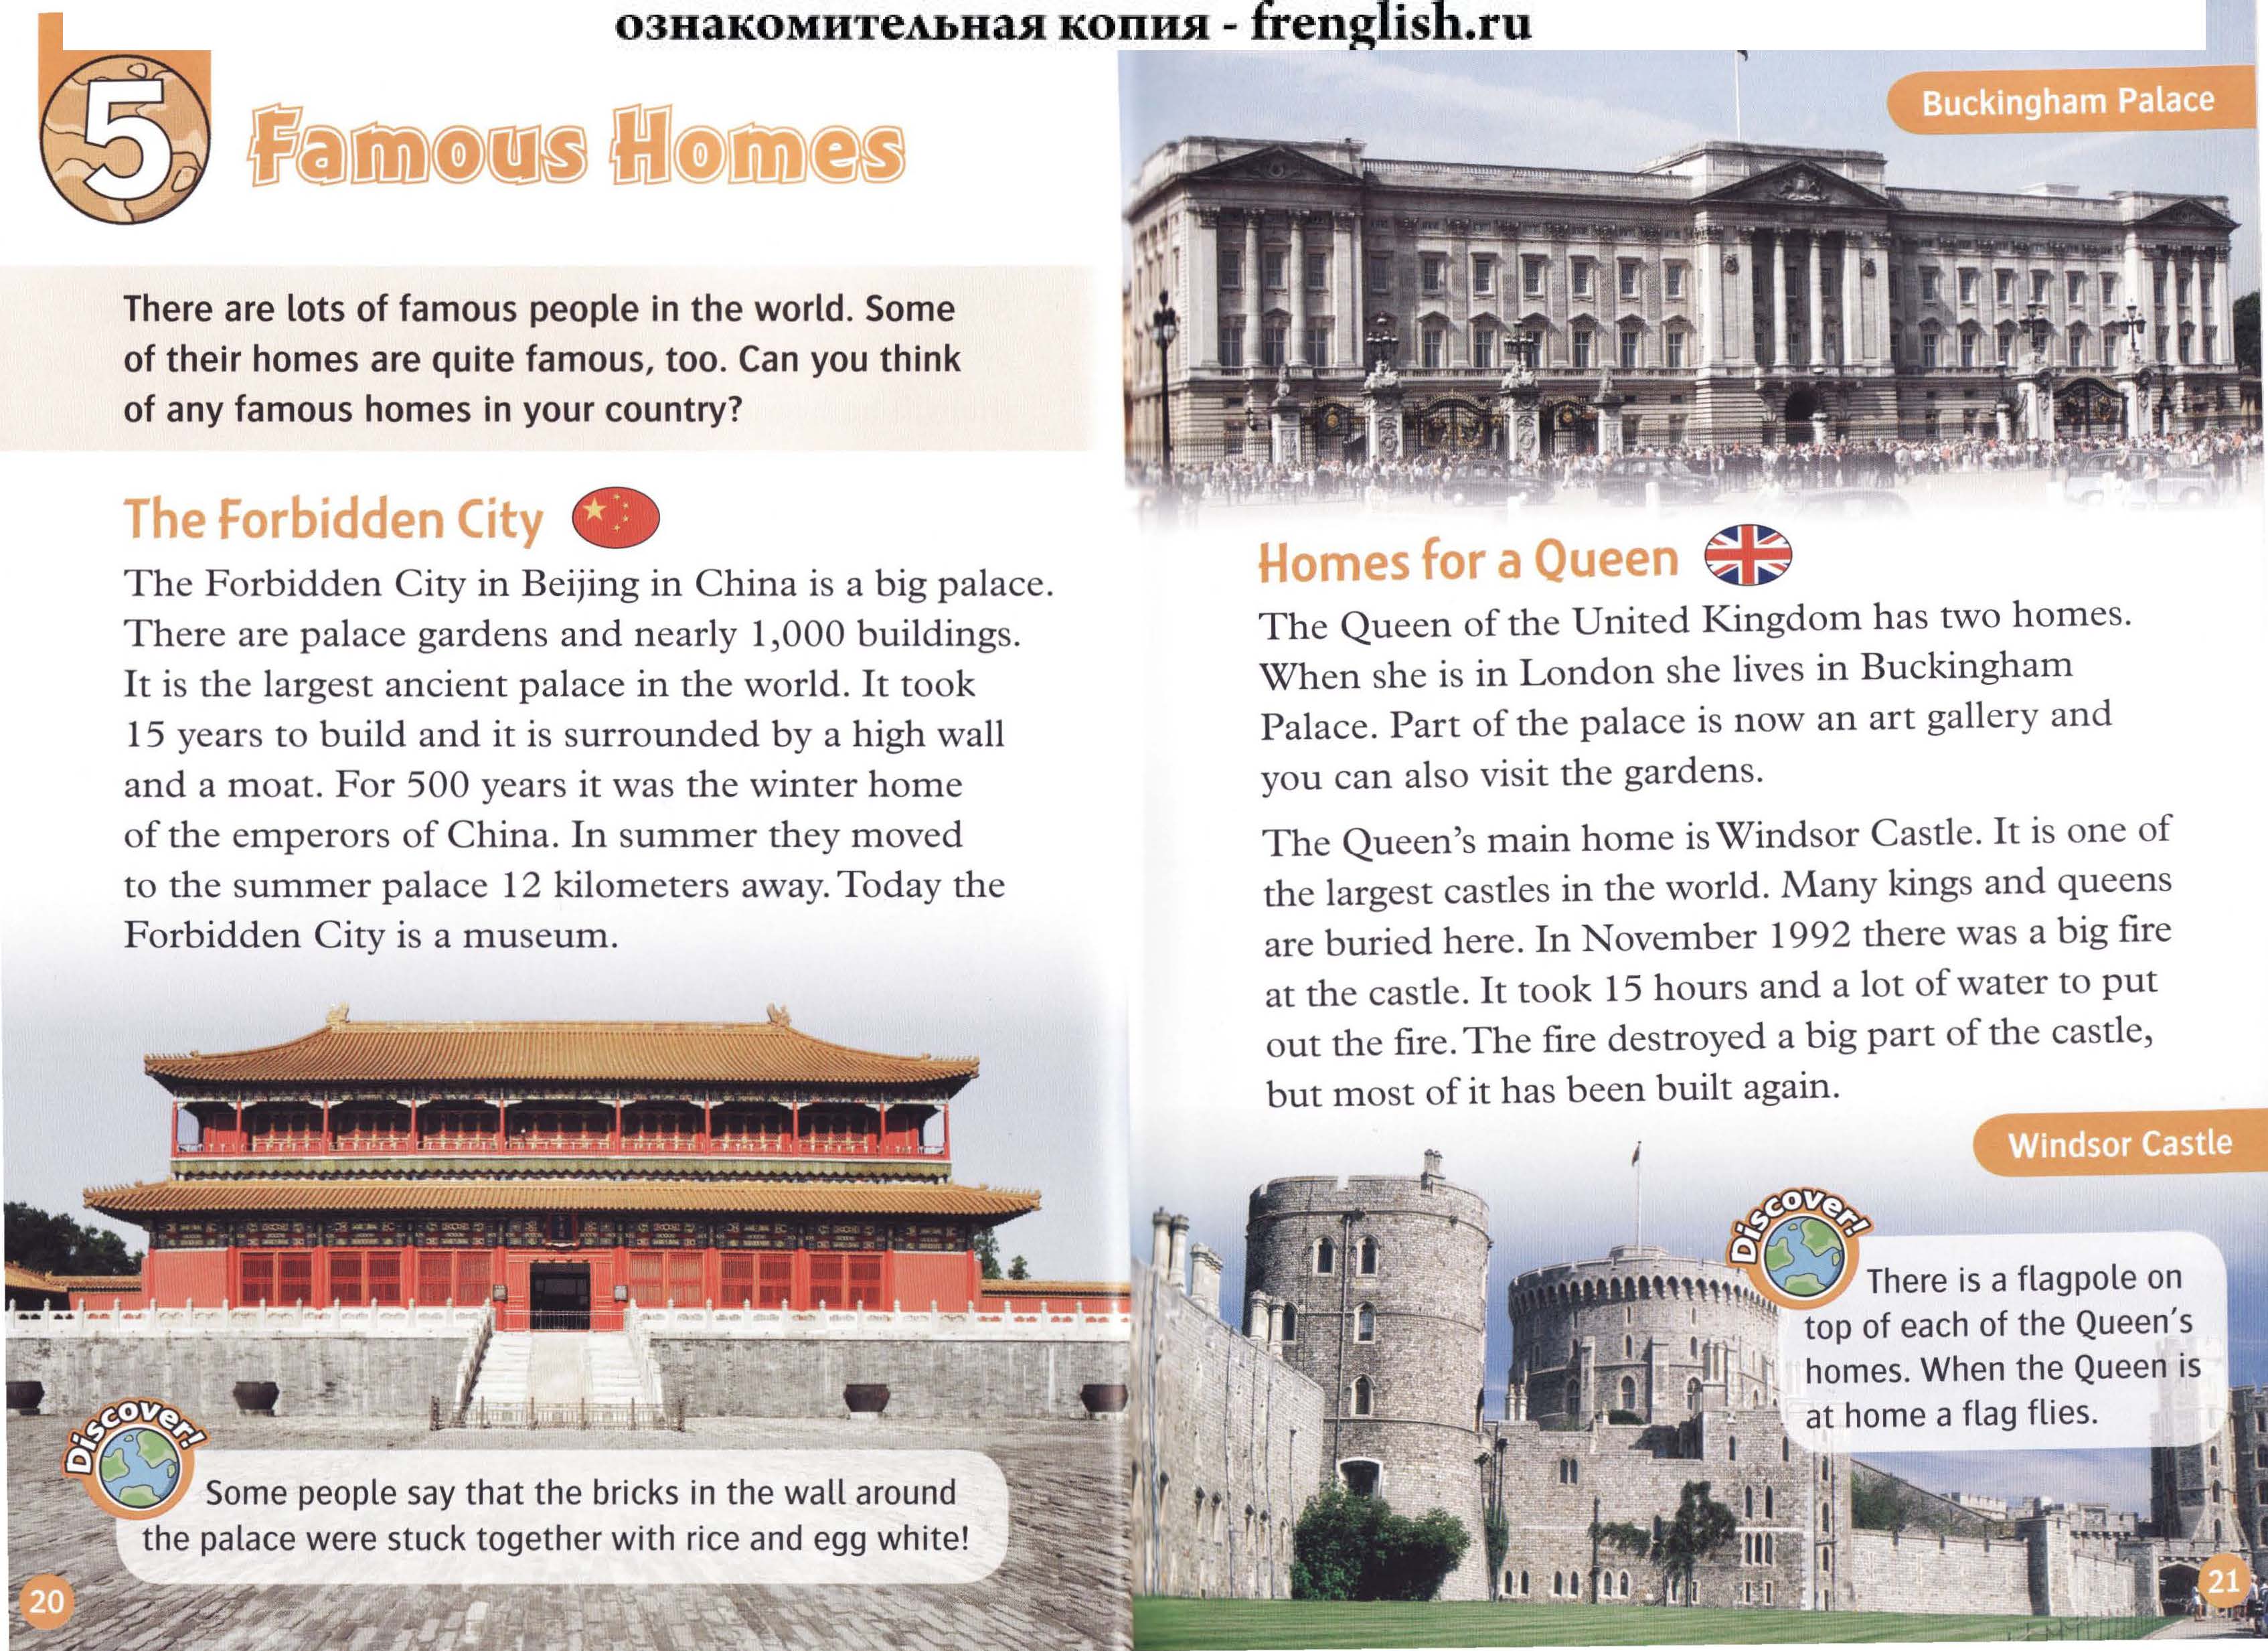 ознакомительная копия - frenglish.ru
5
Famous Homes
There are lots of famous people in the world. Some
of their homes are quite famous, too. Can you think
of any famous homes in your country?
The Forbidden City
The Forbidden City in Beijing in China is a big palace.
There are palace gardens and nearly 1,000 buildings.
It is the largest ancient palace in the world. It took
15 years to build and it is surrounded by a high wall
and a moat. For 500 years it was the winter home
of the emperors of China. In summer they moved
to the summer palace 12 kilometers away. Today the
Forbidden City is a museum.
Discover!
Some people say that the bricks in the wall around
the palace were stuck together with rice and egg white!
20
Buckingham Palace
Homes for a Queen
The Queen of the United Kingdom has two homes.
When she is in London she lives in Buckingham
Palace. Part of the palace is now an art gallery and
you can also visit the gardens.
The Queen's main home is Windsor Castle. It is one of
the largest castles in the world. Many kings and queens
are buried here. In November 1992 there was a big fire
at the castle. It took 15 hours and a lot of water to put
out the fire. The fire destroyed a big part of the castle,
but most of it has been built again.
Windsor Castle
Discover!
There is a flagpole on
top of each of the Queen's
homes. When the Queen is
at home a flag flies.
21